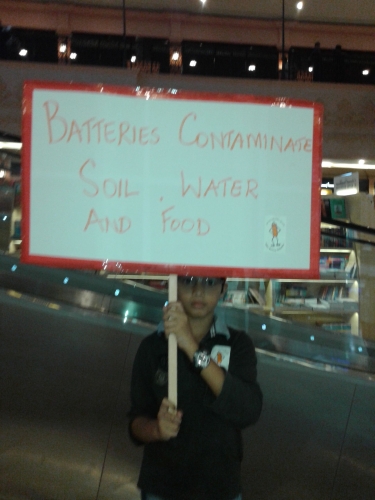 BATTERIES CONTAMINATE
SOIL, WATER
AND FOOD